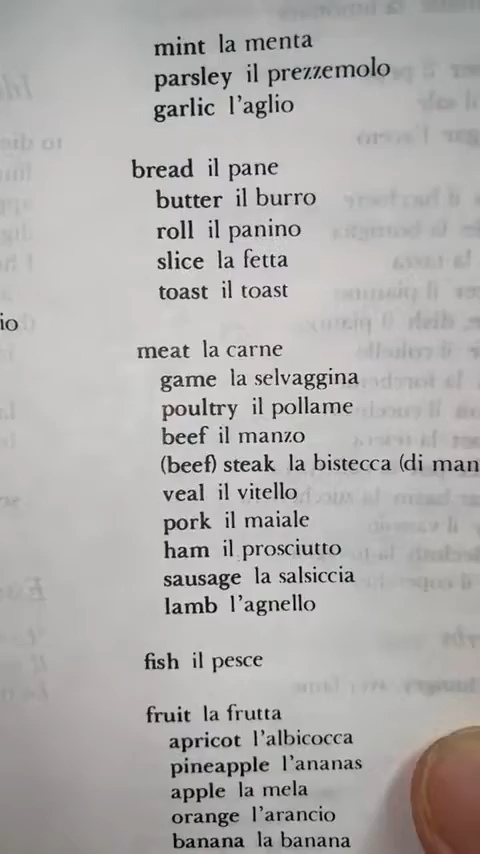 mint la menta
parsley il prezzemolo
garlic l'aglio
bread il pane
butter il burro
roll il panino
slice la fetta
toast il toast
io
meat la carne
game la selvaggina
poultry il pollame
beef il manzo
(beef) steak la bistecca (di man
veal il vitello
pork il maiale
ham il prosciutto
sausage la salsiccia
lamb l'agnello
fish il pesce
fruit la frutta
apricot l'albicocca
pineapple l'ananas
apple la mela
orange l'arancio
banana la banana